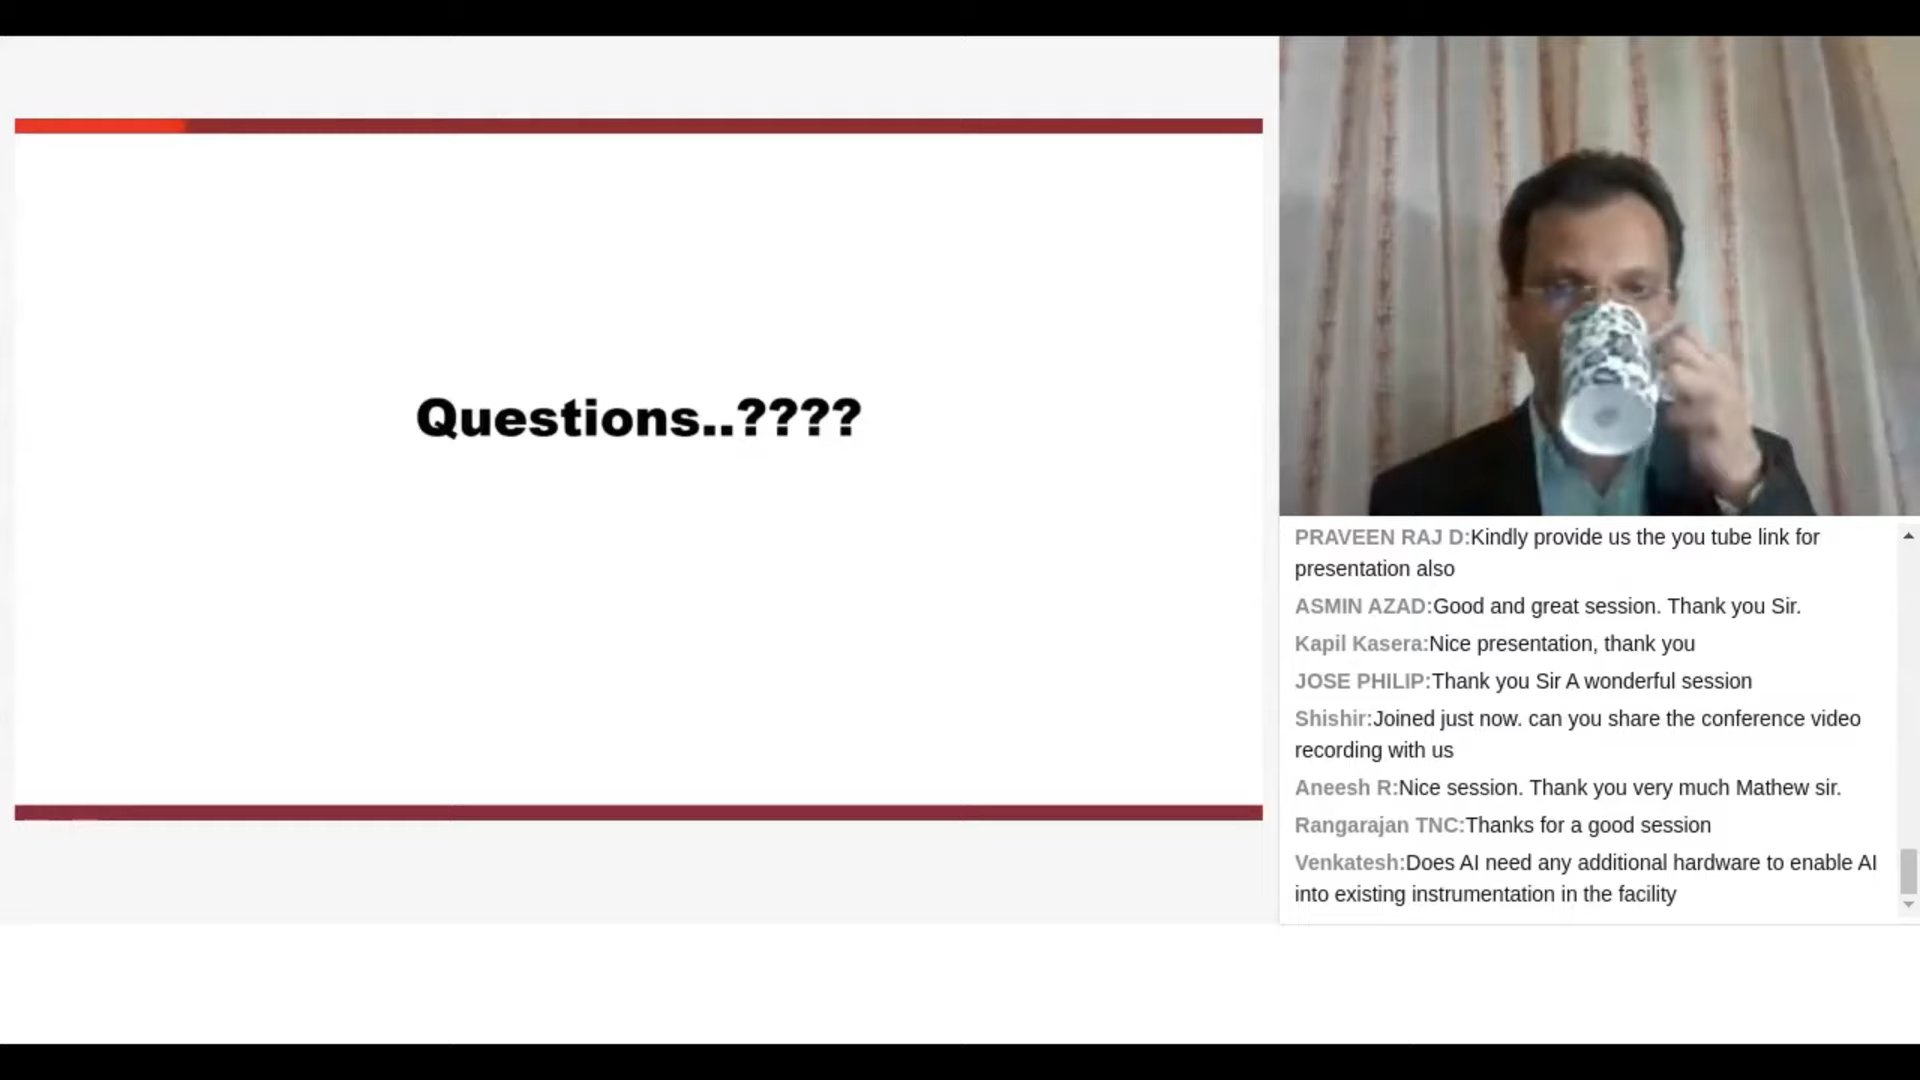 Questions..????
PRAVEEN RAJ D:Kindly provide us the you tube link for
presentation also
ASMIN AZAD:Good and great session. Thank you Sir.
Kapil Kasera:Nice presentation, thank you
JOSE PHILIP:Thank you Sir A wonderful session
Shishir:Joined just now. can you share the conference video
recording with us
Aneesh R:Nice session. Thank you very much Mathew sir.
Rangarajan TNC:Thanks for a good session
Venkatesh:Does AI need any additional hardware to enable AI
into existing instrumentation in the facility